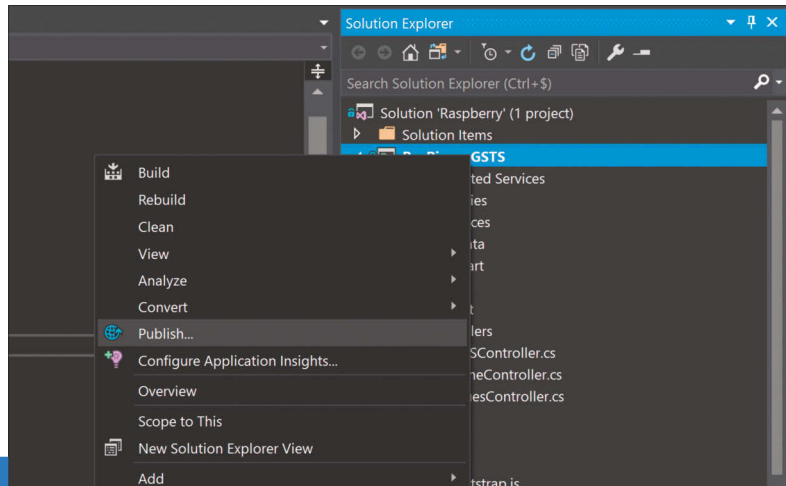 Solution Explorer
Search Solution Explorer (Ctrl+$)
Solution 'Raspberry' (1 project)
Solution Items
GSTS
Build
ted Services
Rebuild
ies
Clean
ces
View
ta
Analyze
art
Convert
t
Publish...
lers
Configure Application Insights...
SController.cs
neController.cs
Overview
esController.cs
Scope to This
New Solution Explorer View
Add
tstrap.js